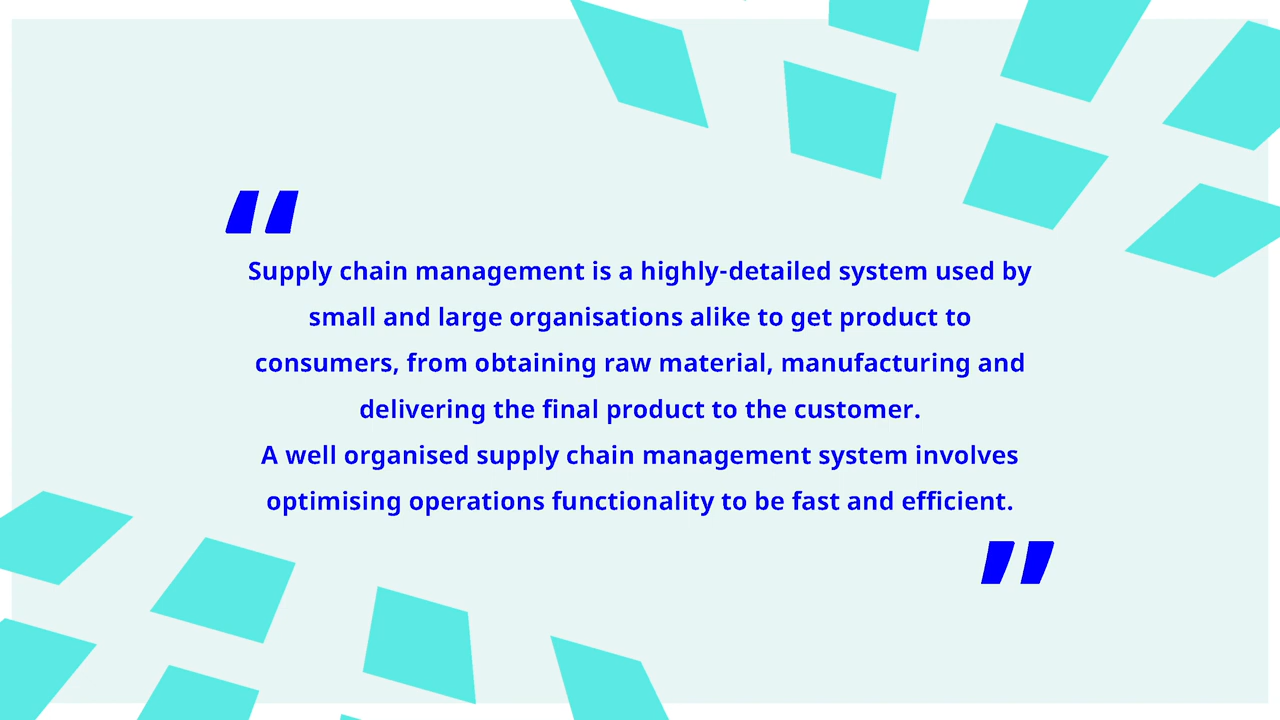 “
Supply chain management is a highly-detailed system used by
small and large organisations alike to get product to
consumers, from obtaining raw material, manufacturing and
delivering the final product to the customer.
A well organised supply chain management system involves
optimising operations functionality to be fast and efficient.
”